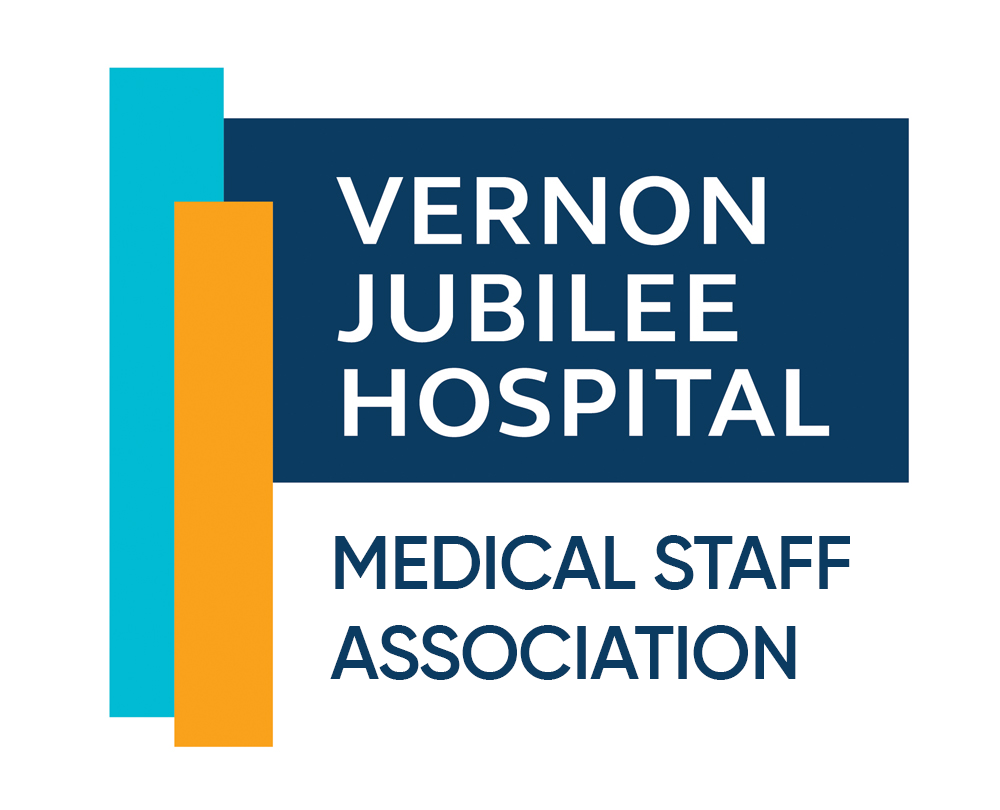 VERNON
JUBILEE
HOSPITAL
MEDICAL STAFF
ASSOCIATION